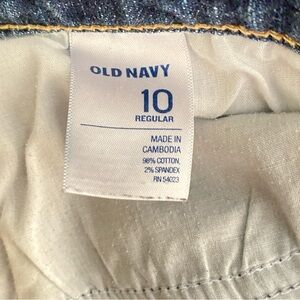 OLD NAVY
10
REGULAR
MADE IN
CAMBODIA
98% COTTON,
2% SPANDEX
RN 54023